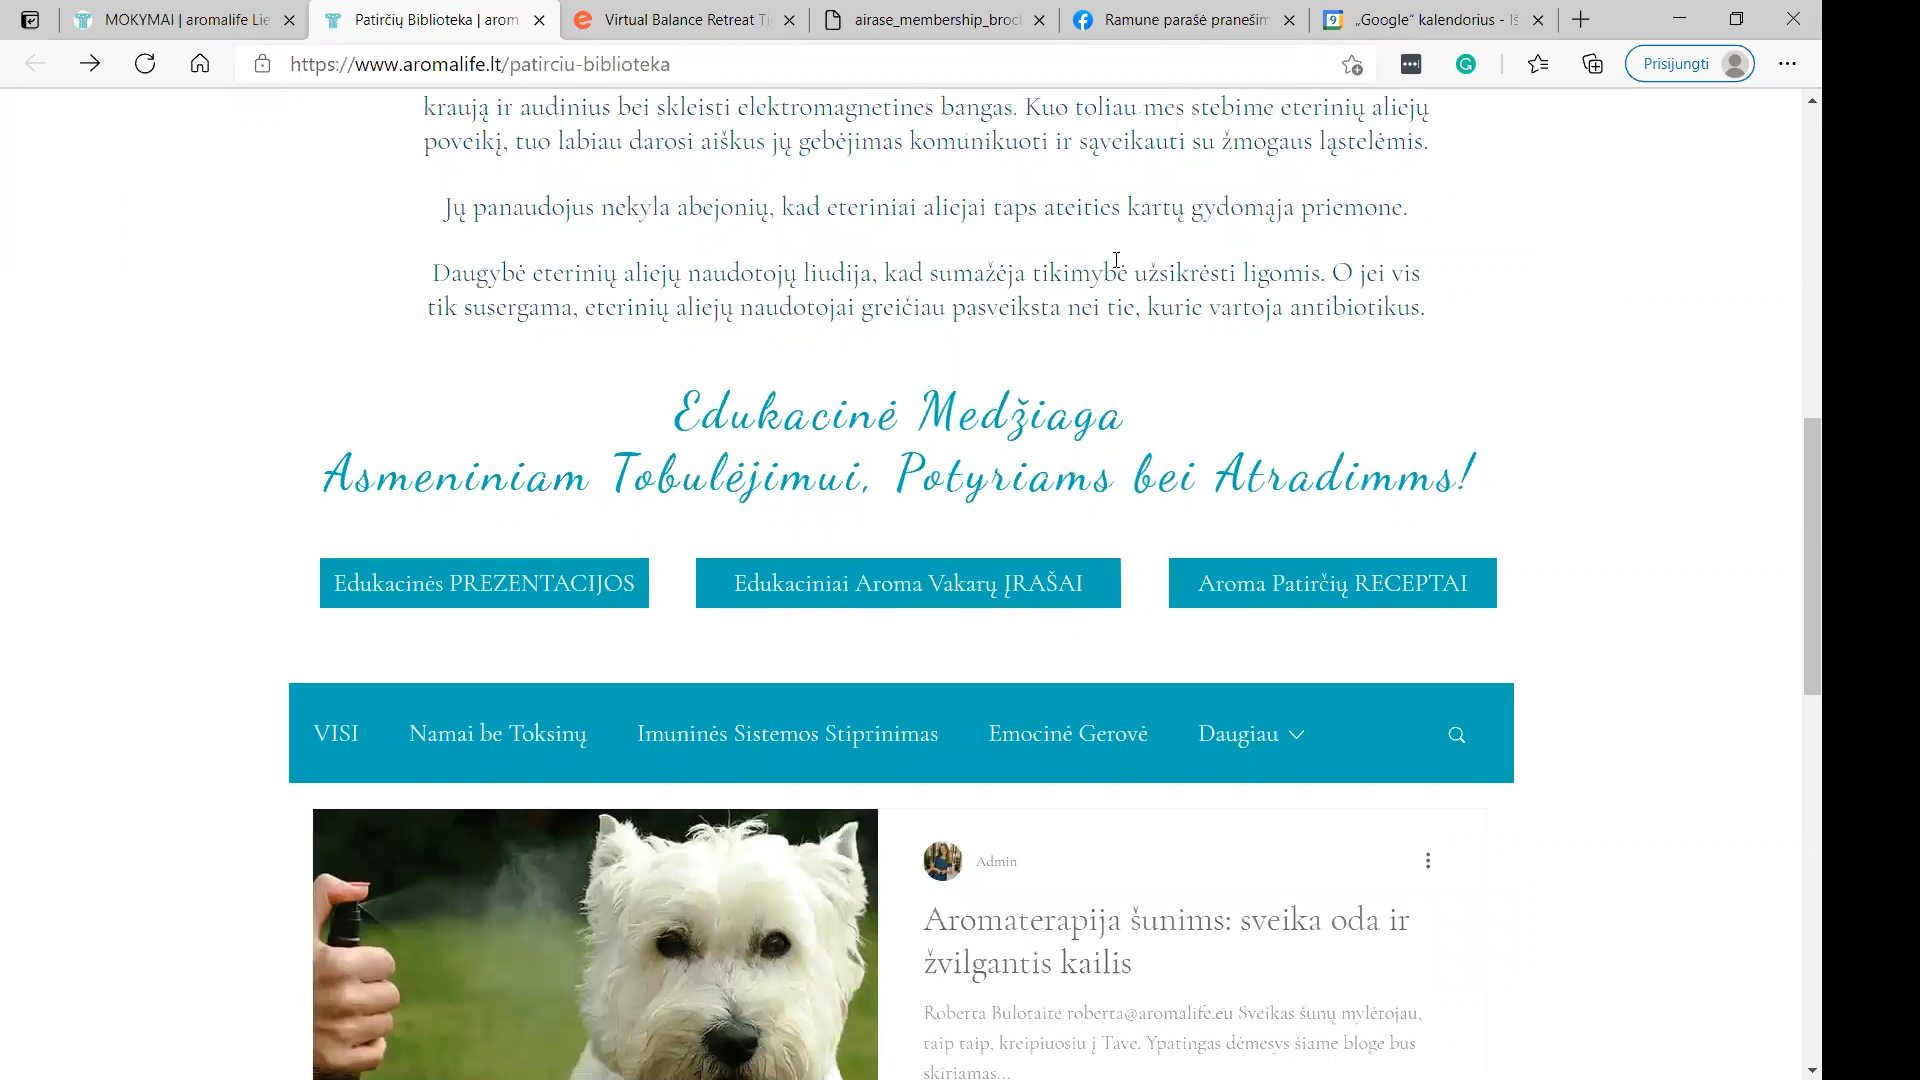 MOKYMAI | aromalife Lie
Patirčių Biblioteka | arom
Virtual Balance Retreat Ti
airase_membership_broc
Ramune parašė pranešim
„Google“ kalendorius - Iš
https://www.aromalife.lt/patirciu-biblioteka
Prisijungti
kraują ir audinius bei skleisti elektromagnetines bangas. Kuo toliau mes stebime eterinių aliejų
poveikį, tuo labiau darosi aiškus jų gebėjimas komunikuoti ir sąveikauti su žmogaus ląstelėmis.
Jų panaudojus nekyla abejonių, kad eteriniai aliejai taps ateities kartų gydomąja priemone.
Daugybė eterinių aliejų naudotojų liudija, kad sumažėja tikimybė užsikrėsti ligomis. O jei vis
tik susergama, eterinių aliejų naudotojai greičiau pasveiksta nei tie, kurie vartoja antibiotikus.
Edukacinė Medžiaga
Asmeniniam Tobulėjimui, Potyriams bei Atradimms!
Edukacinės PREZENTACIJOS
Edukaciniai Aroma Vakarų ĮRAŠAI
Aroma Patirčių RECEPTAI
VISI
Namai be Toksinų
Imuninės Sistemos Stiprinimas
Emocinė Gerovė
Daugiau
Admin
Aromaterapija šunims: sveika oda ir
žvilgantis kailis
Roberta Bulotaite roberta@aromalife.eu Sveikas šunų mylėtojau,
taip taip, kreipiuosiu į Tave. Ypatingas dėmesys šiame bloge bus
skiriamas...